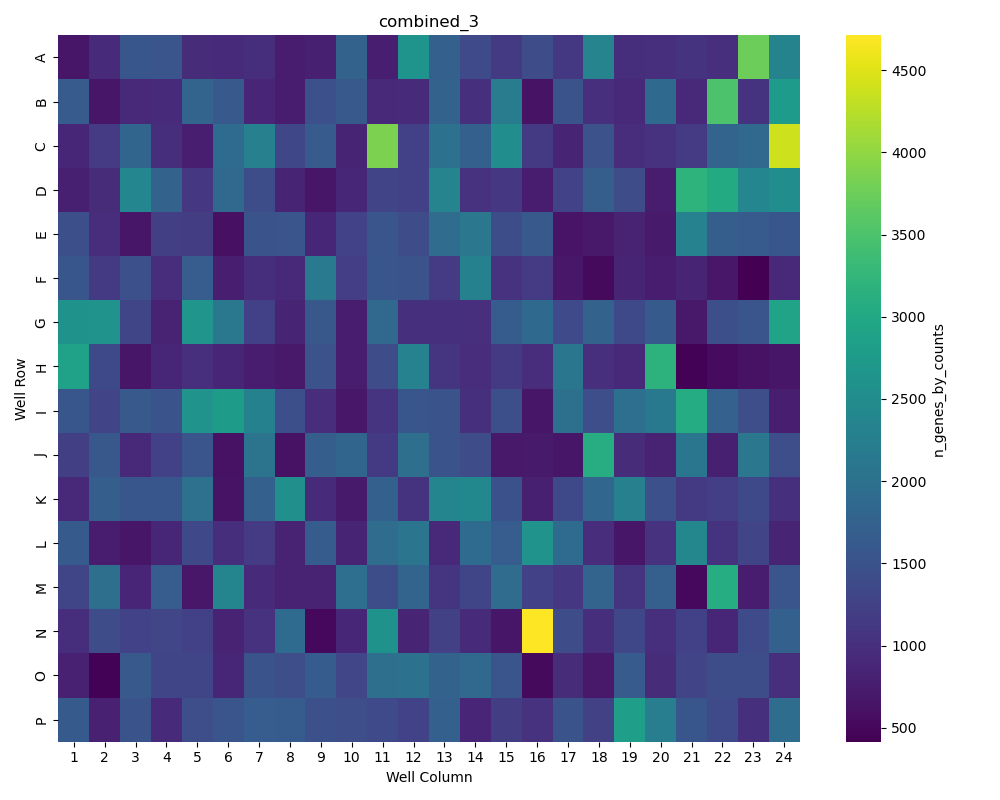 combined_3
A
B
C
D
E
F
G
H
I
J
K
L
M
N
O
P
Well Row
1 2 3 4 5 6 7 8 9 10 11 12 13 14 15 16 17 18 19 20 21 22 23 24
Well Column
4500
4000
3500
3000
2500
2000
1500
1000
500
n_genes_by_counts